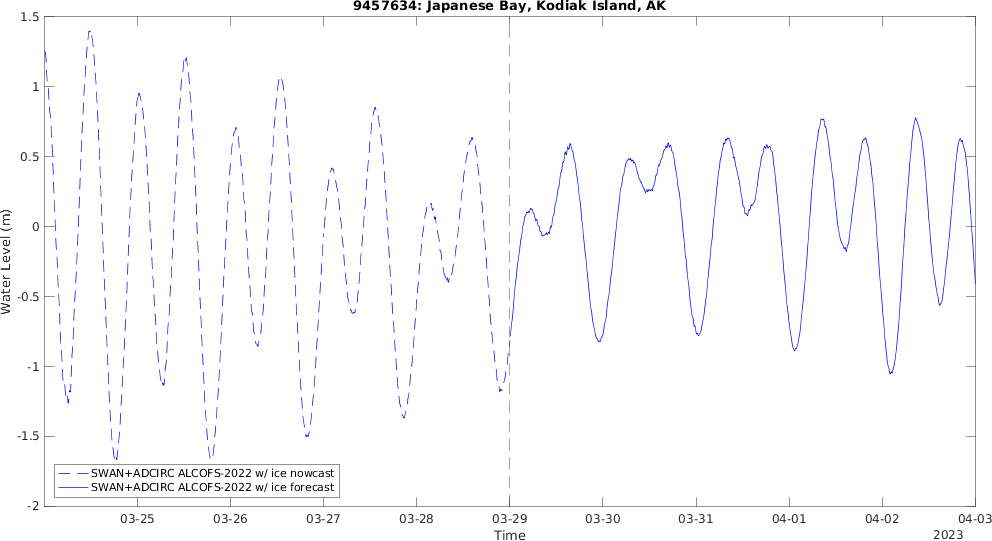 9457634: Japanese Bay, Kodiak Island, AK
1.5
1
0.5
0
-0.5
-1
-1.5
-2
Water Level (m)
SWAN+ADCIRC ALCOFS-2022 w/ ice nowcast
SWAN+ADCIRC ALCOFS-2022 w/ ice forecast
03-25 03-26 03-27 03-28 03-29 03-30 03-31 04-01 04-02 04-03
Time
2023